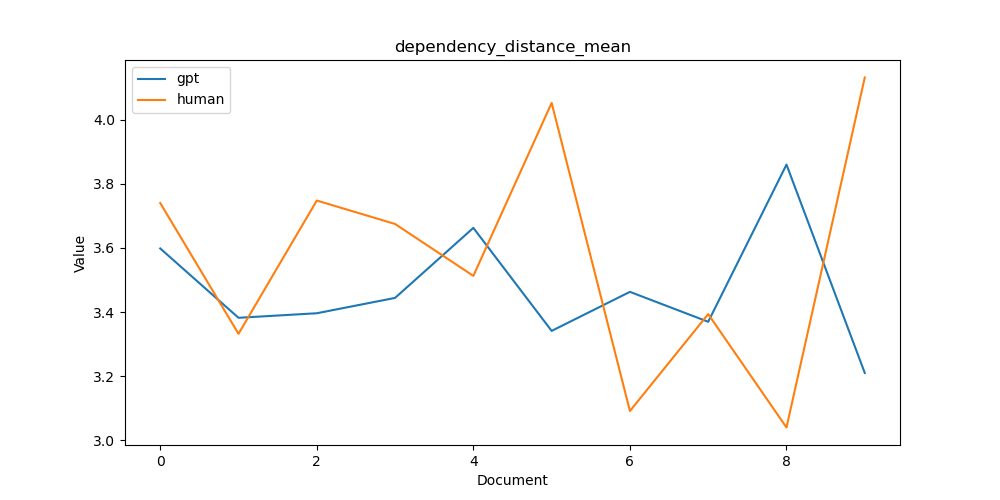 dependency_distance_mean
gpt
human
Value
4.0
3.8
3.6
3.4
3.2
3.0
0 2 4 6 8
Document